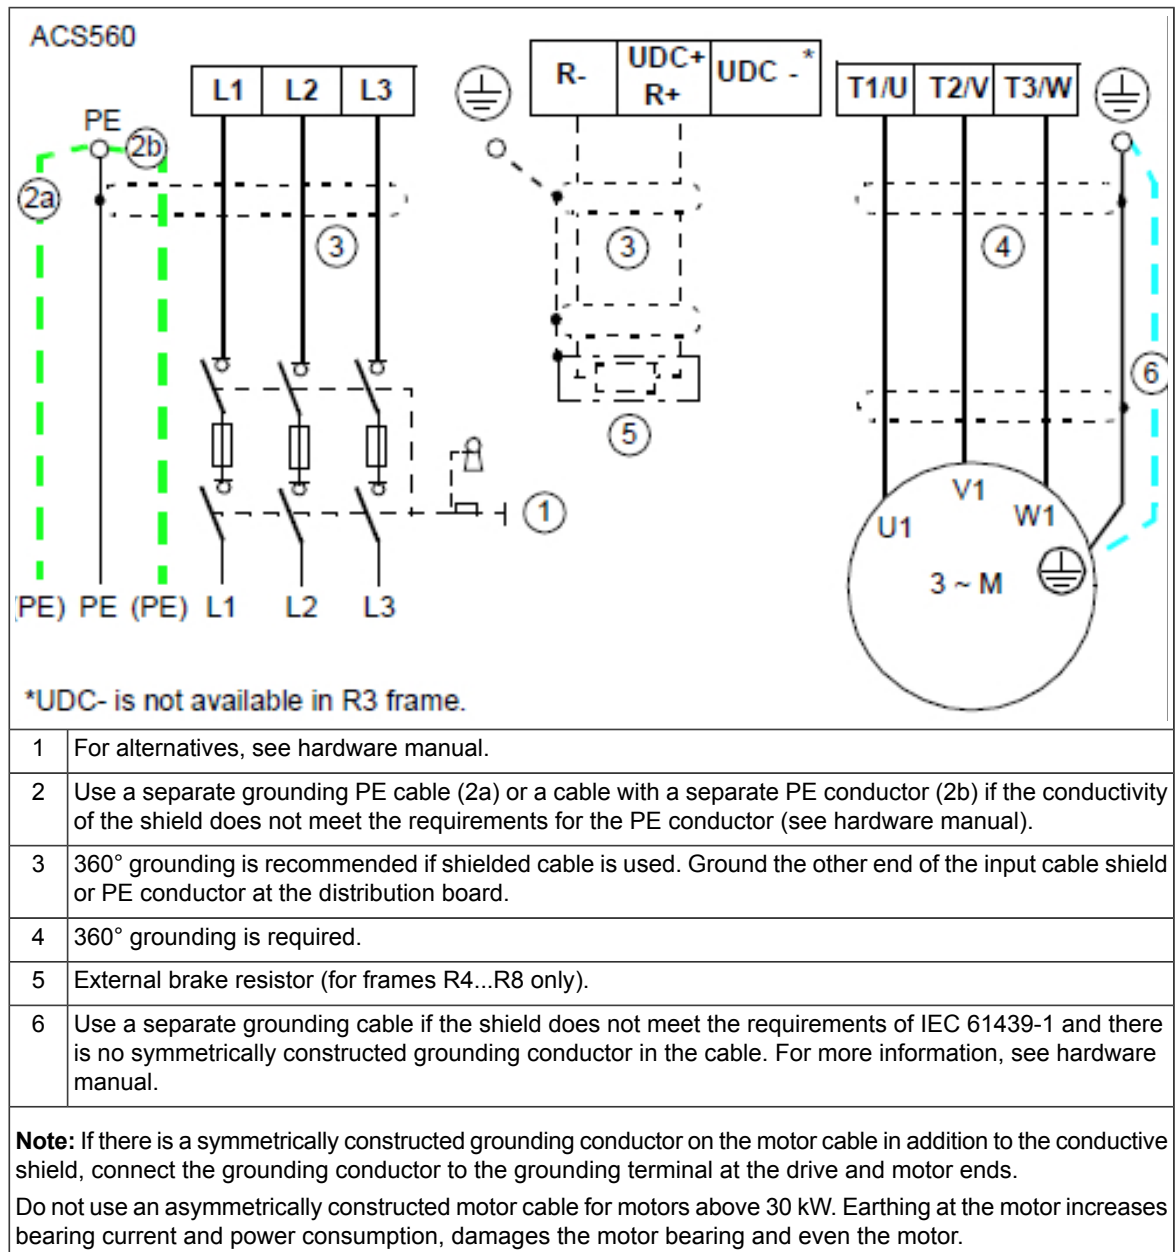 ACS560
L1 L2 L3
R- UDC+ R+ UDC - *
T1/U T2/V T3/W
PE
2a 2b
3
3
4
5
6
1
U1 V1 W1
3 ~ M
(PE) PE (PE) L1 L2 L3
*UDC- is not available in R3 frame.
1 For alternatives, see hardware manual.
2 Use a separate grounding PE cable (2a) or a cable with a separate PE conductor (2b) if the conductivity
of the shield does not meet the requirements for the PE conductor (see hardware manual).
3 360° grounding is recommended if shielded cable is used. Ground the other end of the input cable shield
or PE conductor at the distribution board.
4 360° grounding is required.
5 External brake resistor (for frames R4...R8 only).
6 Use a separate grounding cable if the shield does not meet the requirements of IEC 61439-1 and there
is no symmetrically constructed grounding conductor in the cable. For more information, see hardware
manual.
Note: If there is a symmetrically constructed grounding conductor on the motor cable in addition to the conductive
shield, connect the grounding conductor to the grounding terminal at the drive and motor ends.
Do not use an asymmetrically constructed motor cable for motors above 30 kW. Earthing at the motor increases
bearing current and power consumption, damages the motor bearing and even the motor.